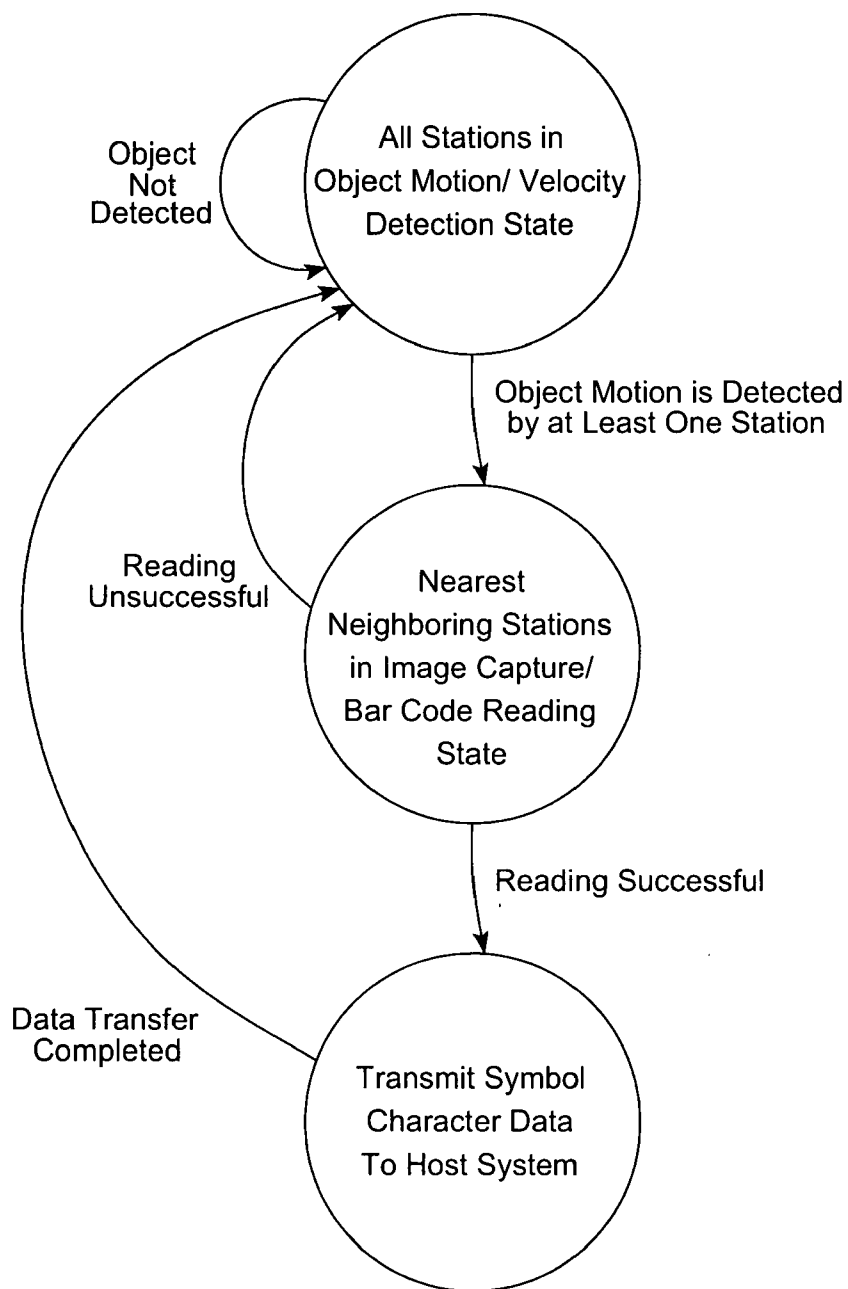 All Stations in
Object Motion/ Velocity
Detection State
Object
Not
Detected
Object Motion is Detected
by at Least One Station
Reading
Unsuccessful
Nearest
Neighboring Stations
in Image Capture/
Bar Code Reading
State
Reading Successful
Data Transfer
Completed
Transmit Symbol
Character Data
To Host System